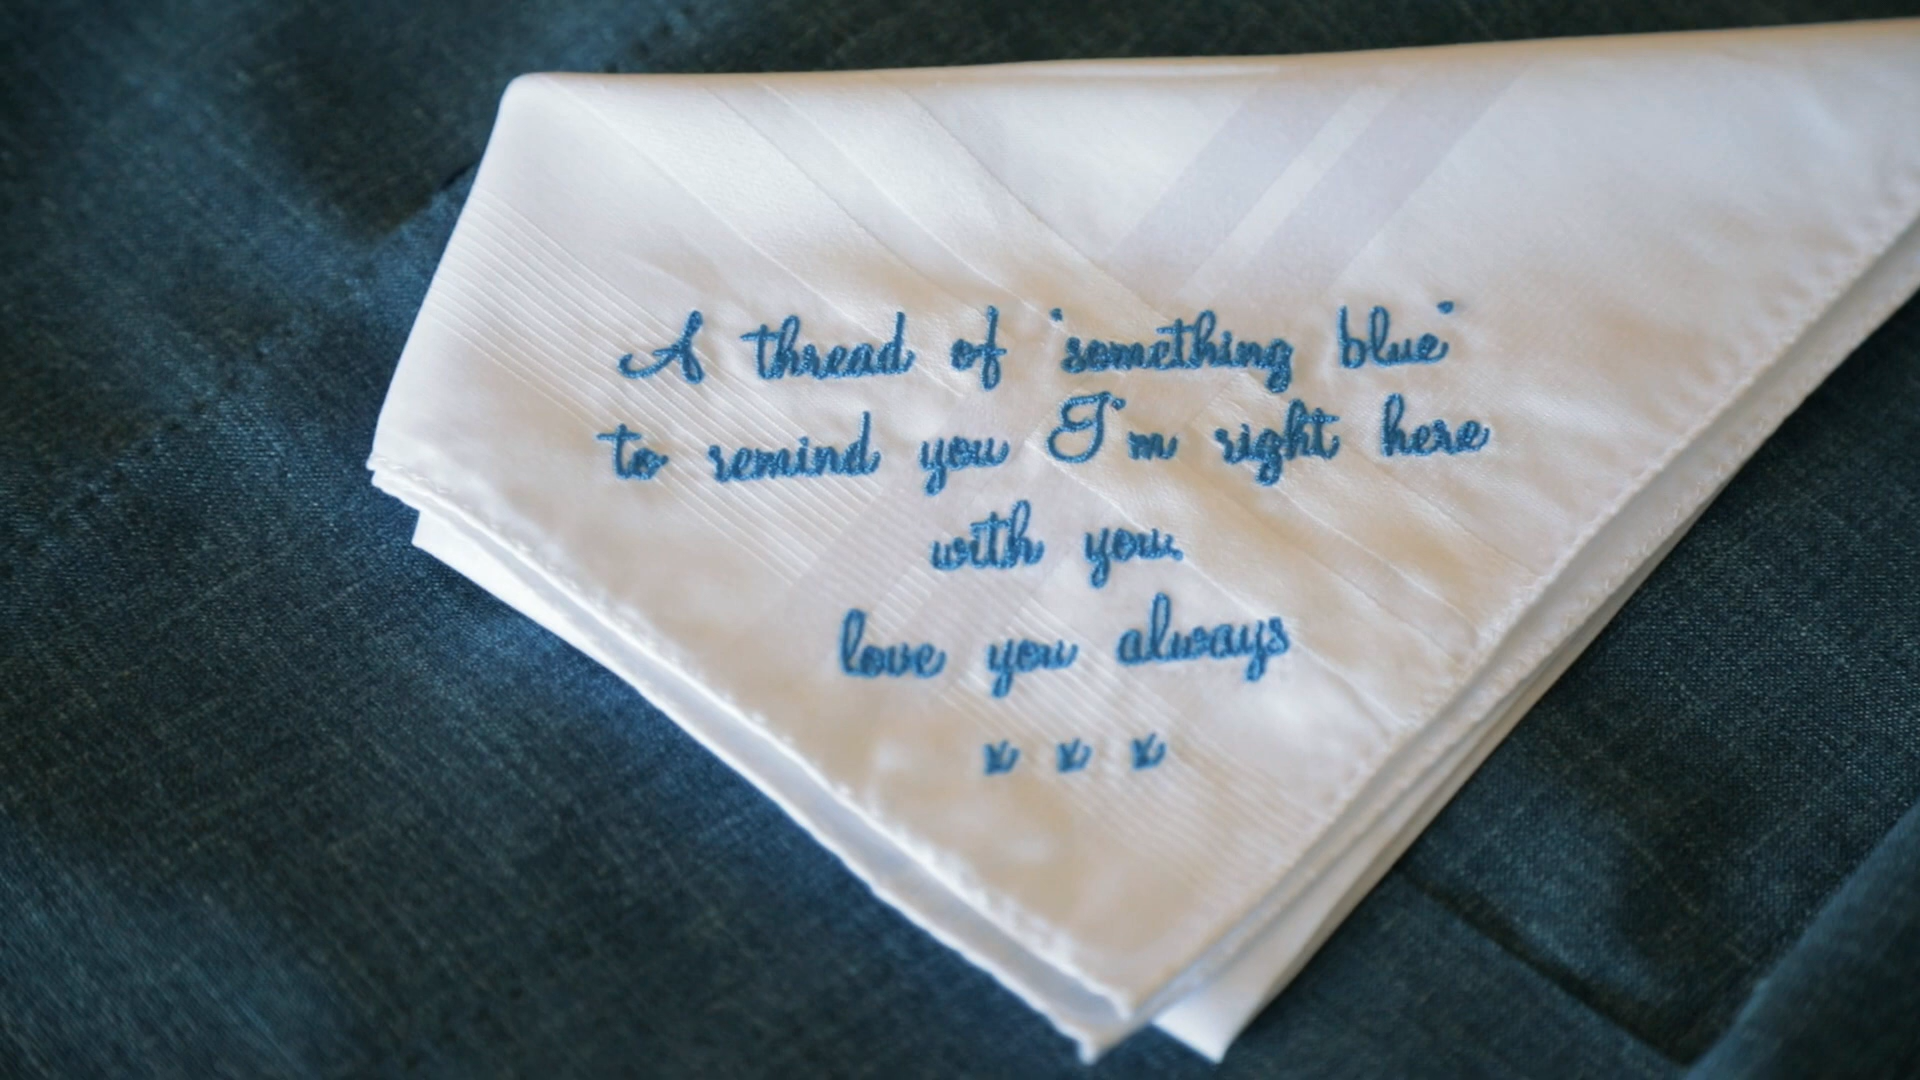 A thread of "something blue"
to remind you I'm right here
with you.
love you always
x x x